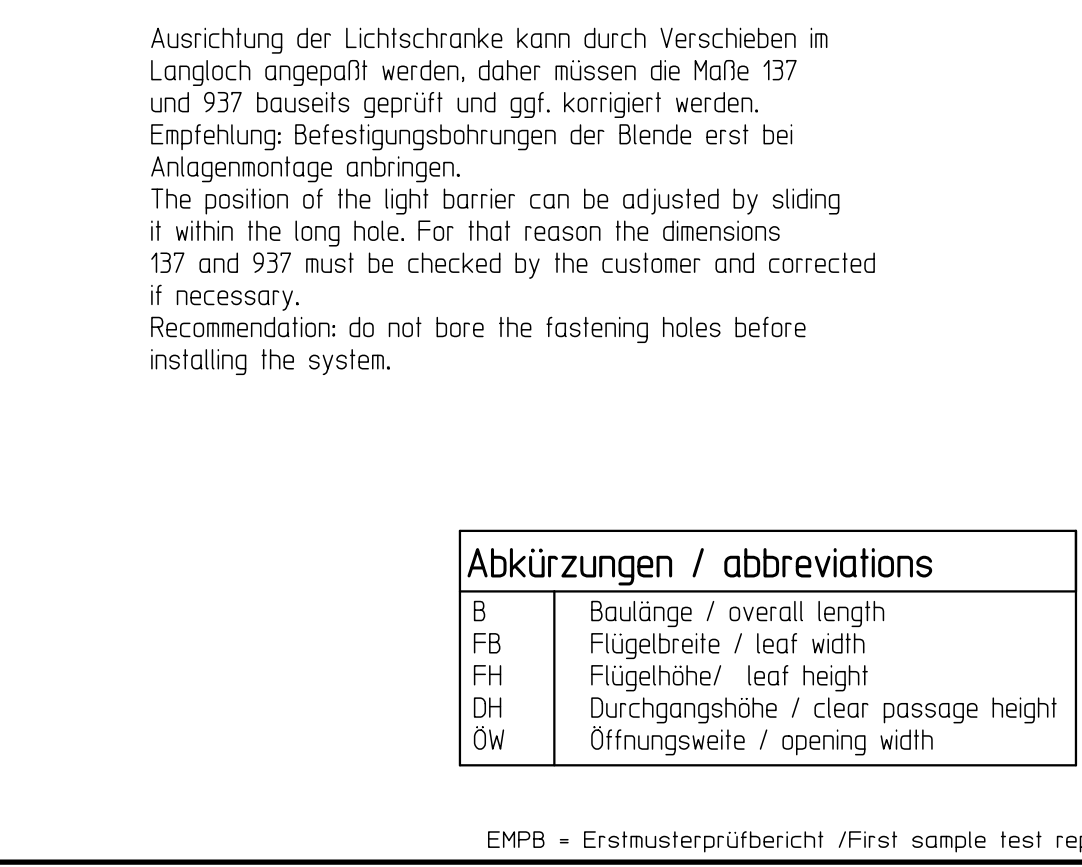 Ausrichtung der Lichtschranke kann durch Verschieben im
Langloch angepaßt werden, daher müssen die Maße 137
und 937 bauseits geprüft und ggf. korrigiert werden.
Empfehlung: Befestigungsbohrungen der Blende erst bei
Anlagenmontage anbringen.
The position of the light barrier can be adjusted by sliding
it within the long hole. For that reason the dimensions
137 and 937 must be checked by the customer and corrected
if necessary.
Recommendation: do not bore the fastening holes before
installing the system.
Abkürzungen / abbreviations
B Baulänge / overall length
FB Flügelbreite / leaf width
FH Flügelhöhe/ leaf height
DH Durchgangshöhe / clear passage height
ÖW Öffnungsweite / opening width
EMPB = Erstmusterprüfbericht /First sample test